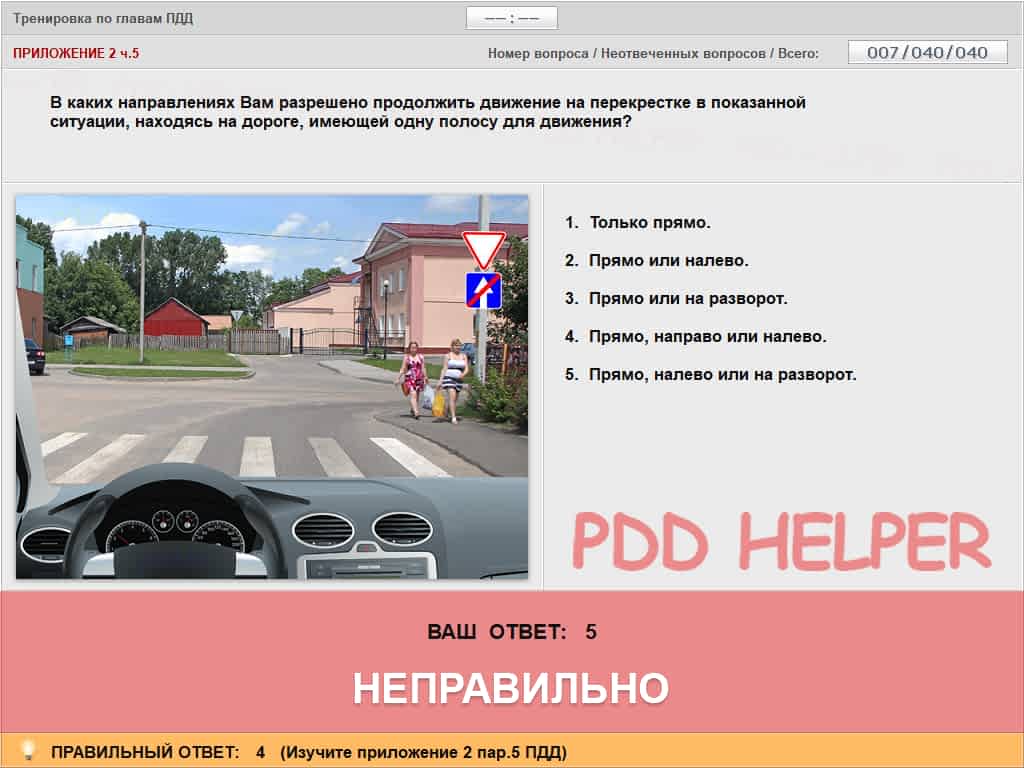 Тренировка по главам ПДД
—— : ——
ПРИЛОЖЕНИЕ 2 ч.5
Номер вопроса / Неотвеченных вопросов / Всего:
007/040/040
В каких направлениях Вам разрешено продолжить движение на перекрестке в показанной
ситуации, находясь на дороге, имеющей одну полосу для движения?
1. Только прямо.
2. Прямо или налево.
3. Прямо или на разворот.
4. Прямо, направо или налево.
5. Прямо, налево или на разворот.
PDD HELPER
ВАШ ОТВЕТ: 5
НЕПРАВИЛЬНО
ПРАВИЛЬНЫЙ ОТВЕТ: 4 (Изучите приложение 2 пар.5 ПДД)